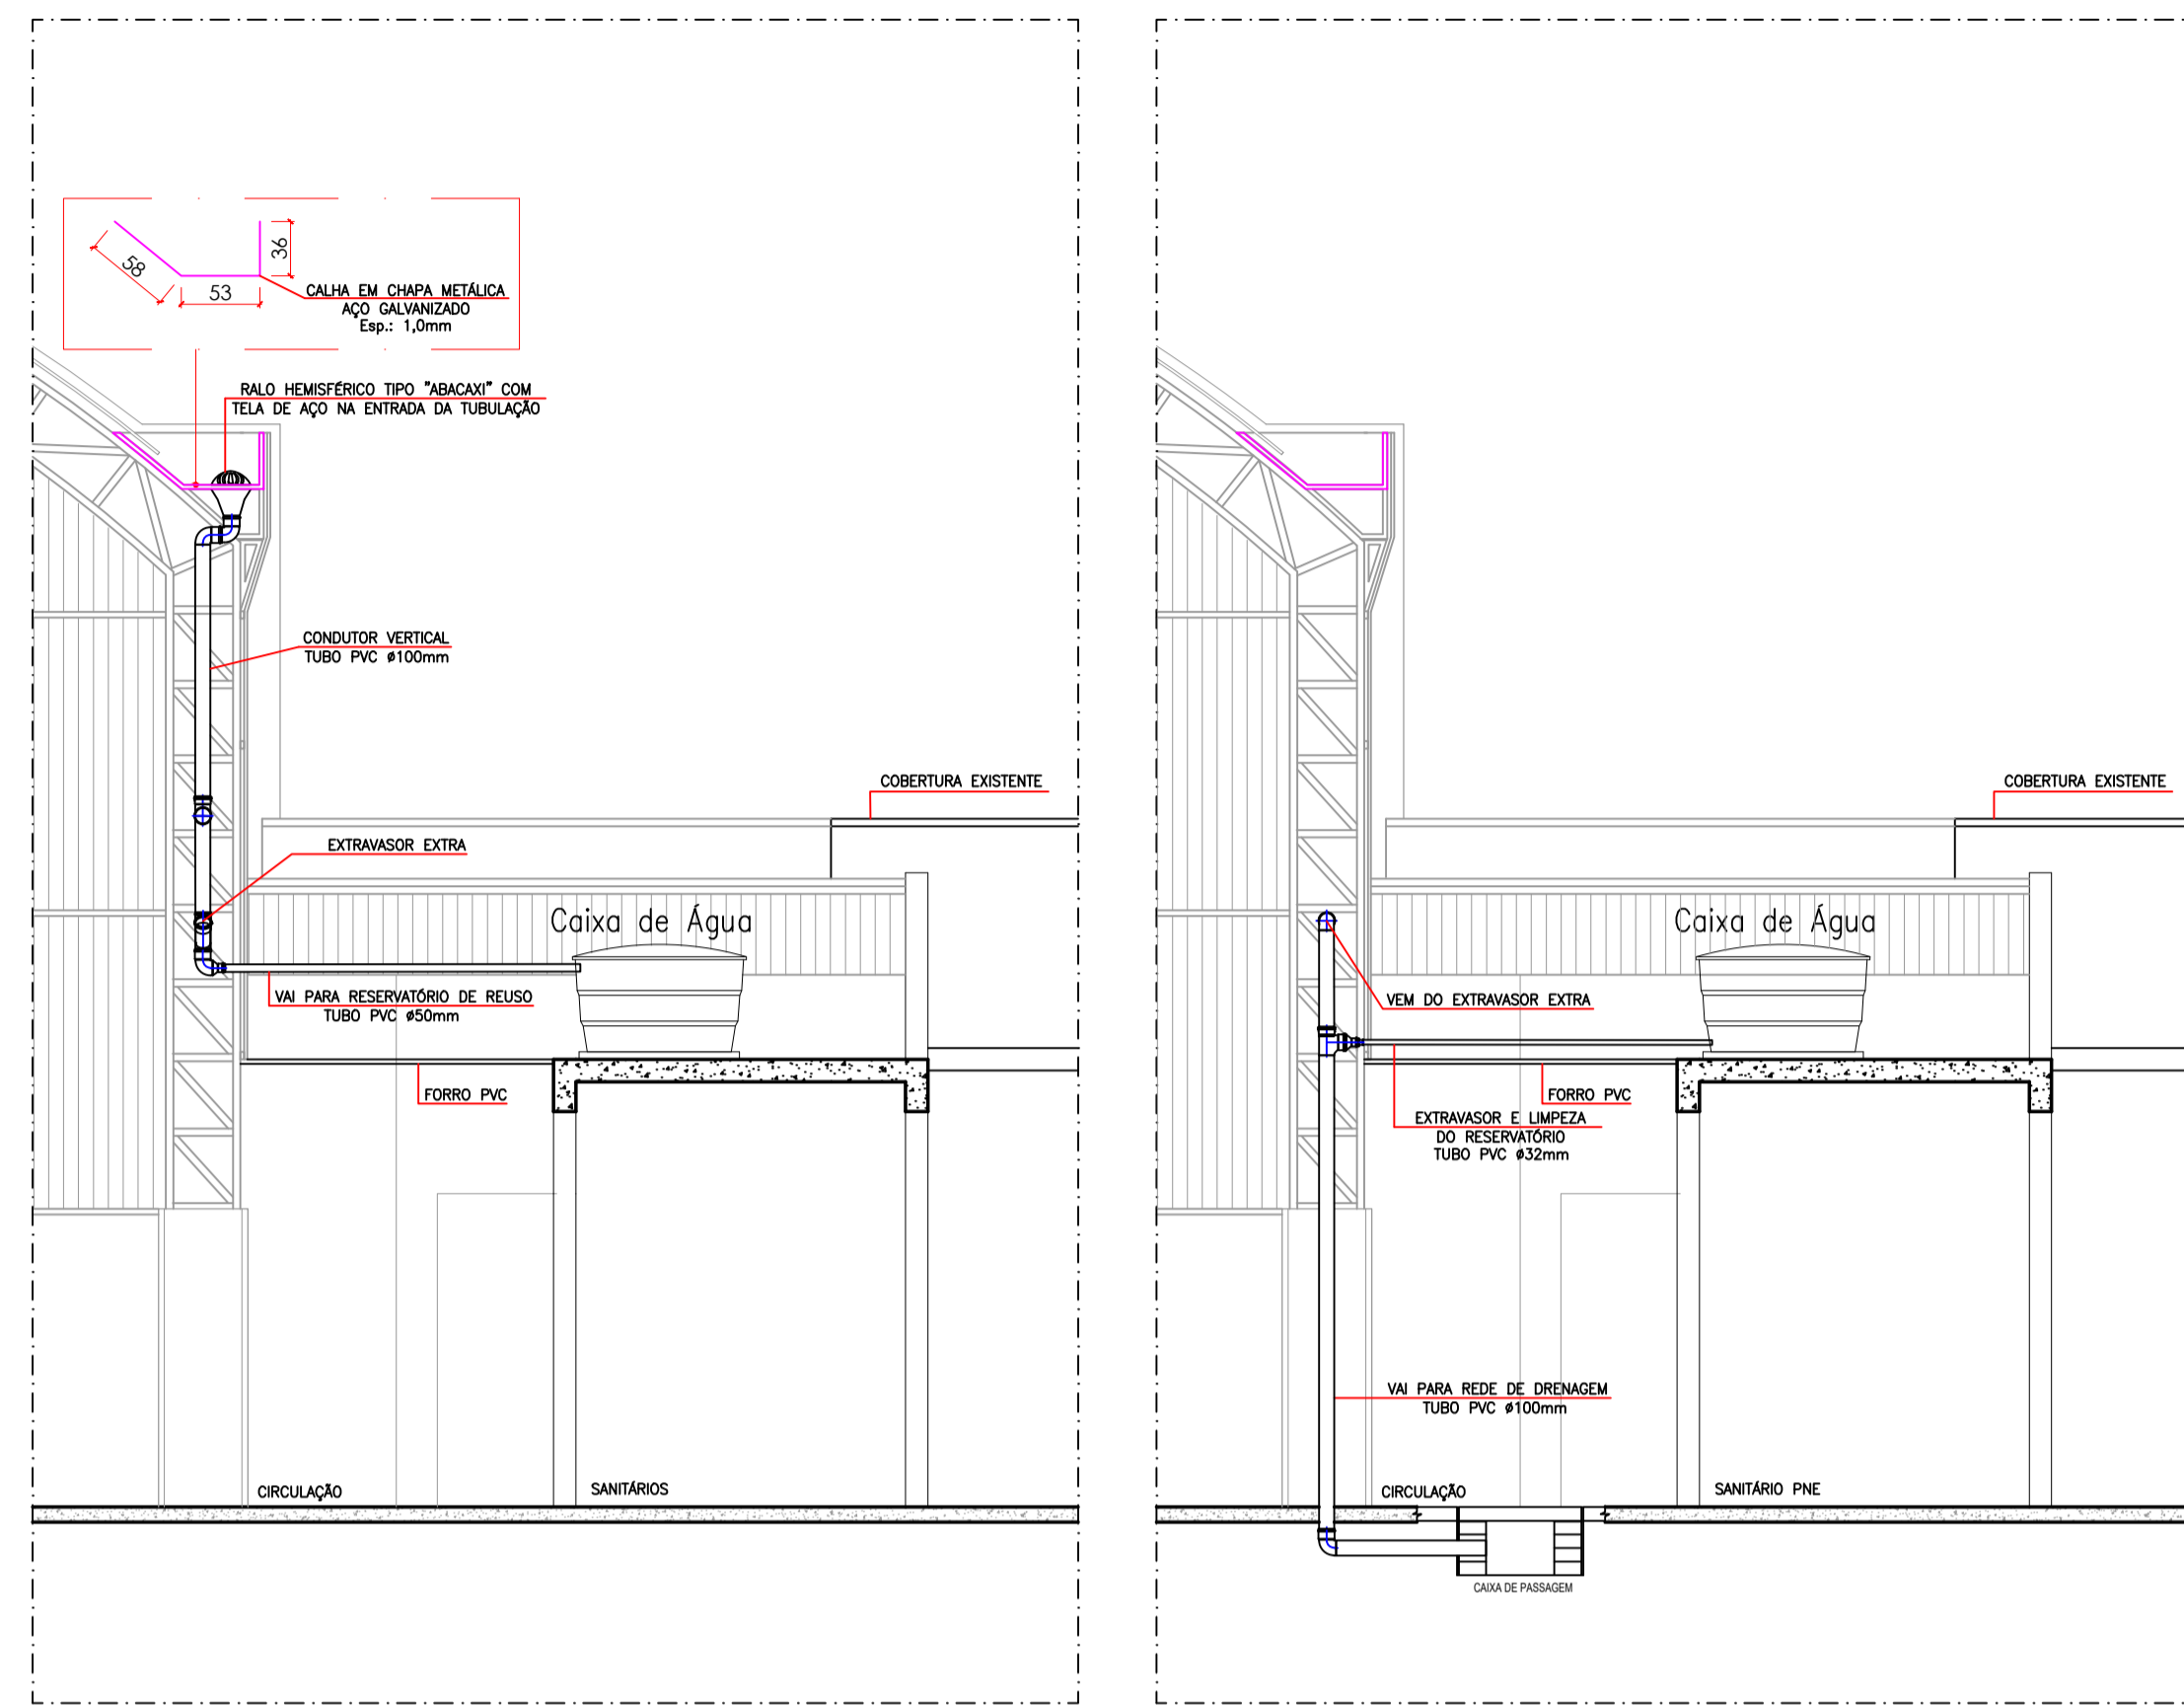 58
53
36
CALHA EM CHAPA METÁLICA
AÇO GALVANIZADO
Esp.: 1,0mm
RALO HEMISFÉRICO TIPO "ABACAXI" COM
TELA DE AÇO NA ENTRADA DA TUBULAÇÃO
CONDUTOR VERTICAL
TUBO PVC ø100mm
COBERTURA EXISTENTE
EXTRAVASOR EXTRA
Caixa de Água
VAI PARA RESERVATÓRIO DE REUSO
TUBO PVC ø50mm
FORRO PVC
CIRCULAÇÃO
SANITÁRIOS
COBERTURA EXISTENTE
Caixa de Água
VEM DO EXTRAVASOR EXTRA
FORRO PVC
EXTRAVASOR E LIMPEZA
DO RESERVATÓRIO
TUBO PVC ø32mm
VAI PARA REDE DE DRENAGEM
TUBO PVC ø100mm
CIRCULAÇÃO
SANITÁRIO PNE
CAIXA DE PASSAGEM